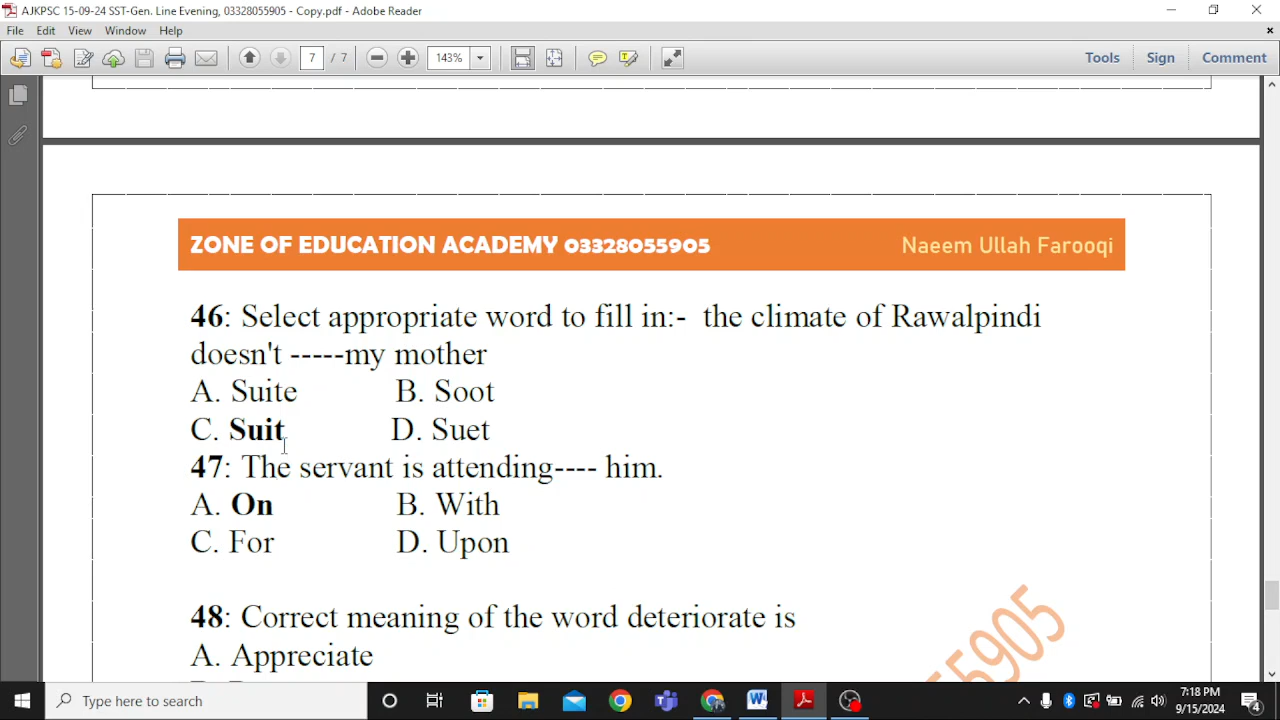 AJKPSC 15-09-24 SST-Gen. Line Evening, 03328055905 - Copy.pdf - Adobe Reader
File Edit View Window Help
7 / 7 143% Tools Sign Comment
ZONE OF EDUCATION ACADEMY 03328055905 Naeem Ullah Farooqi
46: Select appropriate word to fill in:- the climate of Rawalpindi
doesn't -----my mother
A. Suite B. Soot
C. Suit D. Suet
47: The servant is attending---- him.
A. On B. With
C. For D. Upon
48: Correct meaning of the word deteriorate is
A. Appreciate
55905
Type here to search
7:18 PM
9/15/2024
4